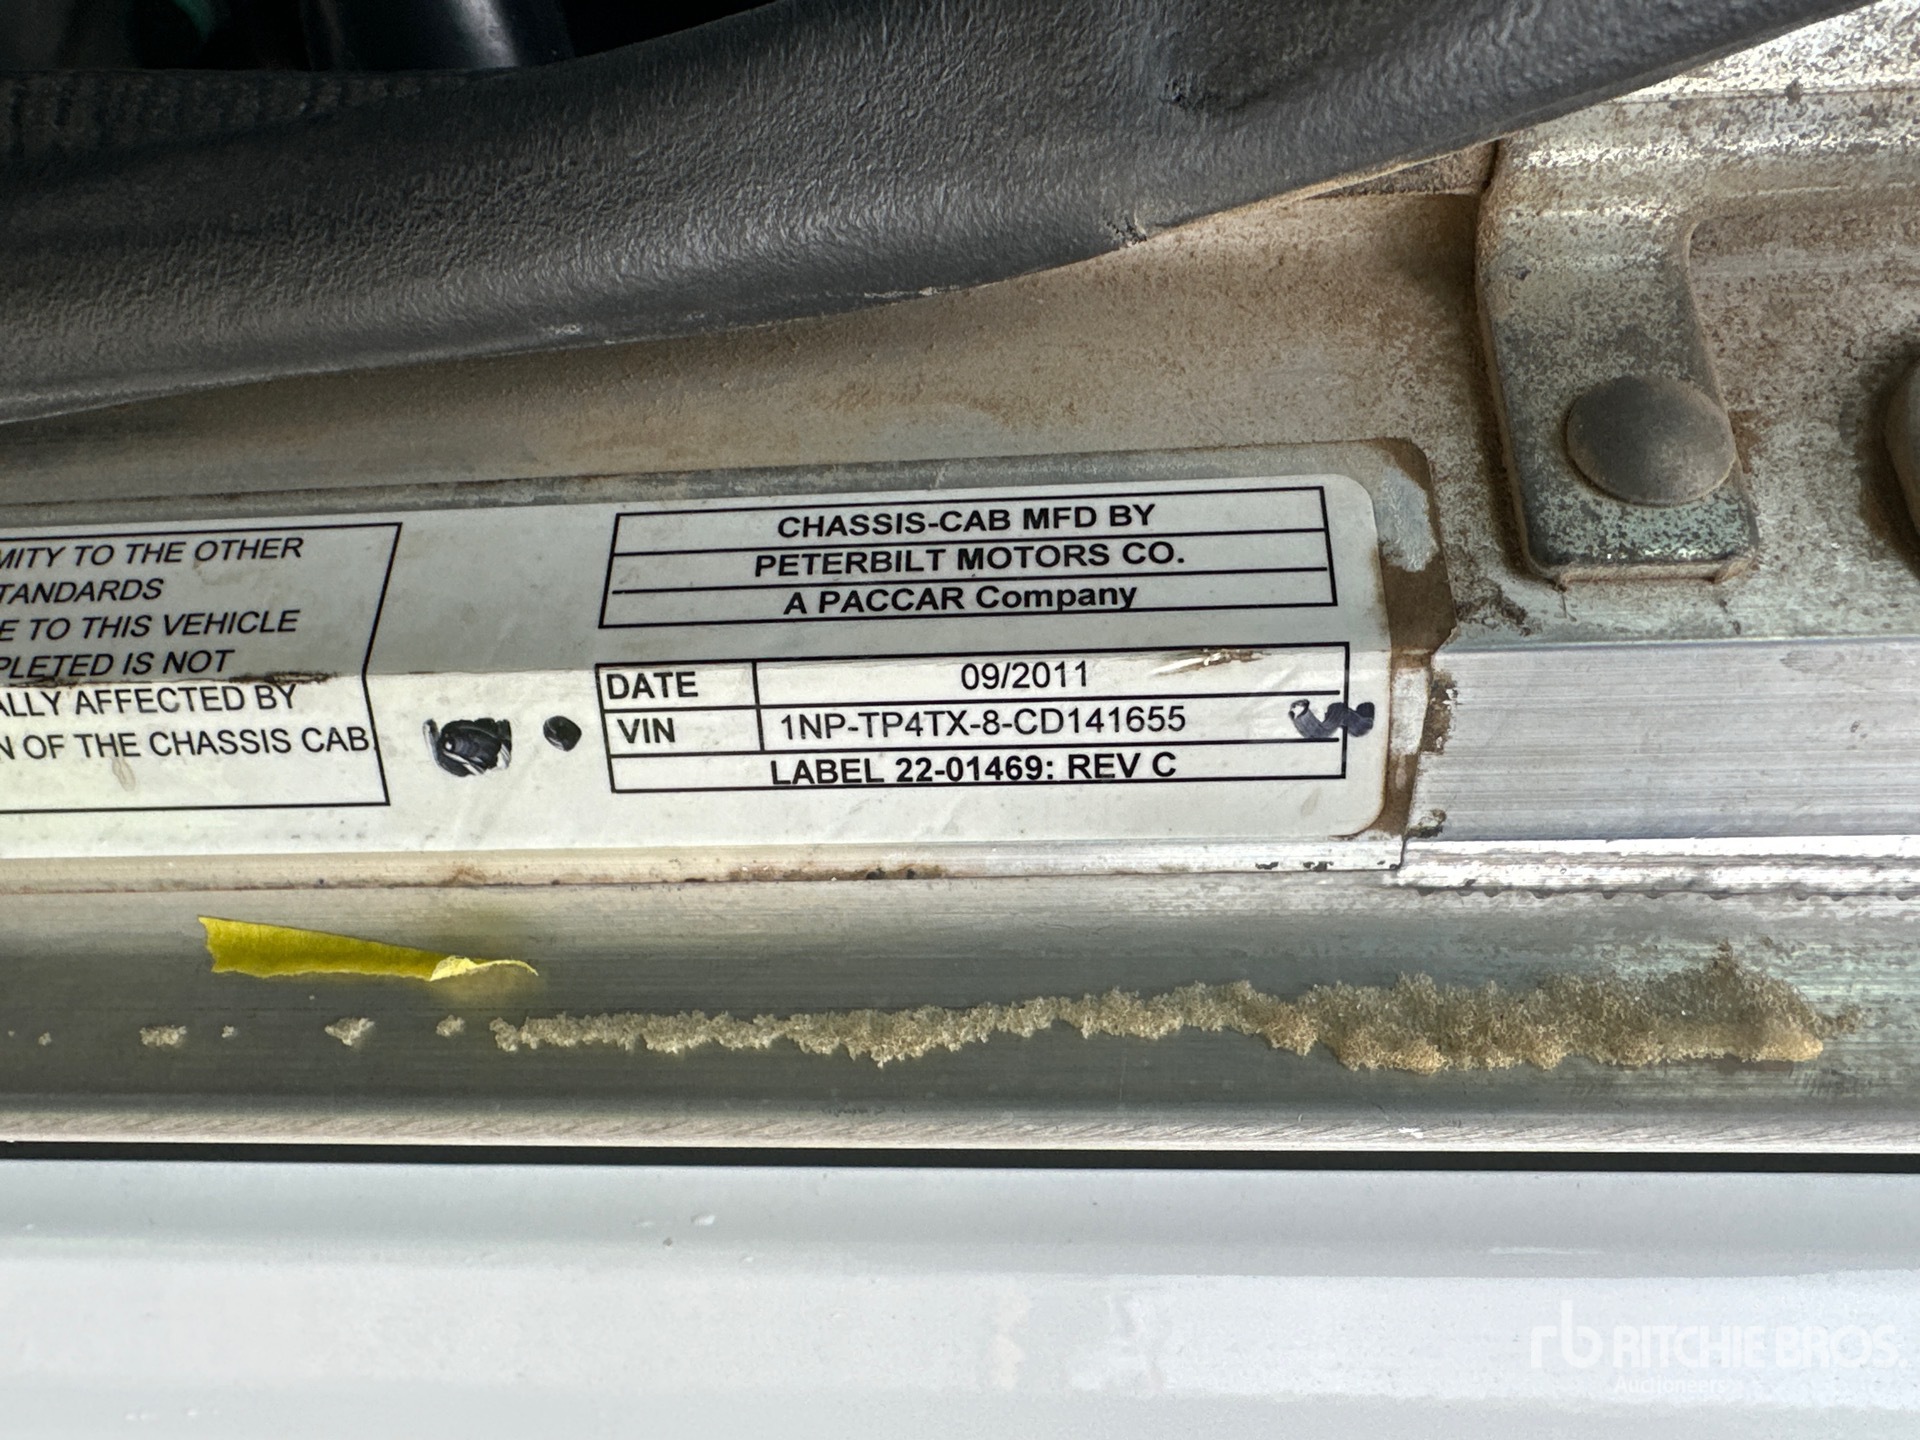 MITY TO THE OTHER
TANDARDS
E TO THIS VEHICLE
PLETED IS NOT
ALLY AFFECTED BY
N OF THE CHASSIS CAB
CHASSIS-CAB MFD BY
PETERBILT MOTORS CO.
A PACCAR Company
DATE 09/2011
VIN 1NP-TP4TX-8-CD141655
LABEL 22-01469: REV C
rb RITCHIE BROS.
Auctioneers